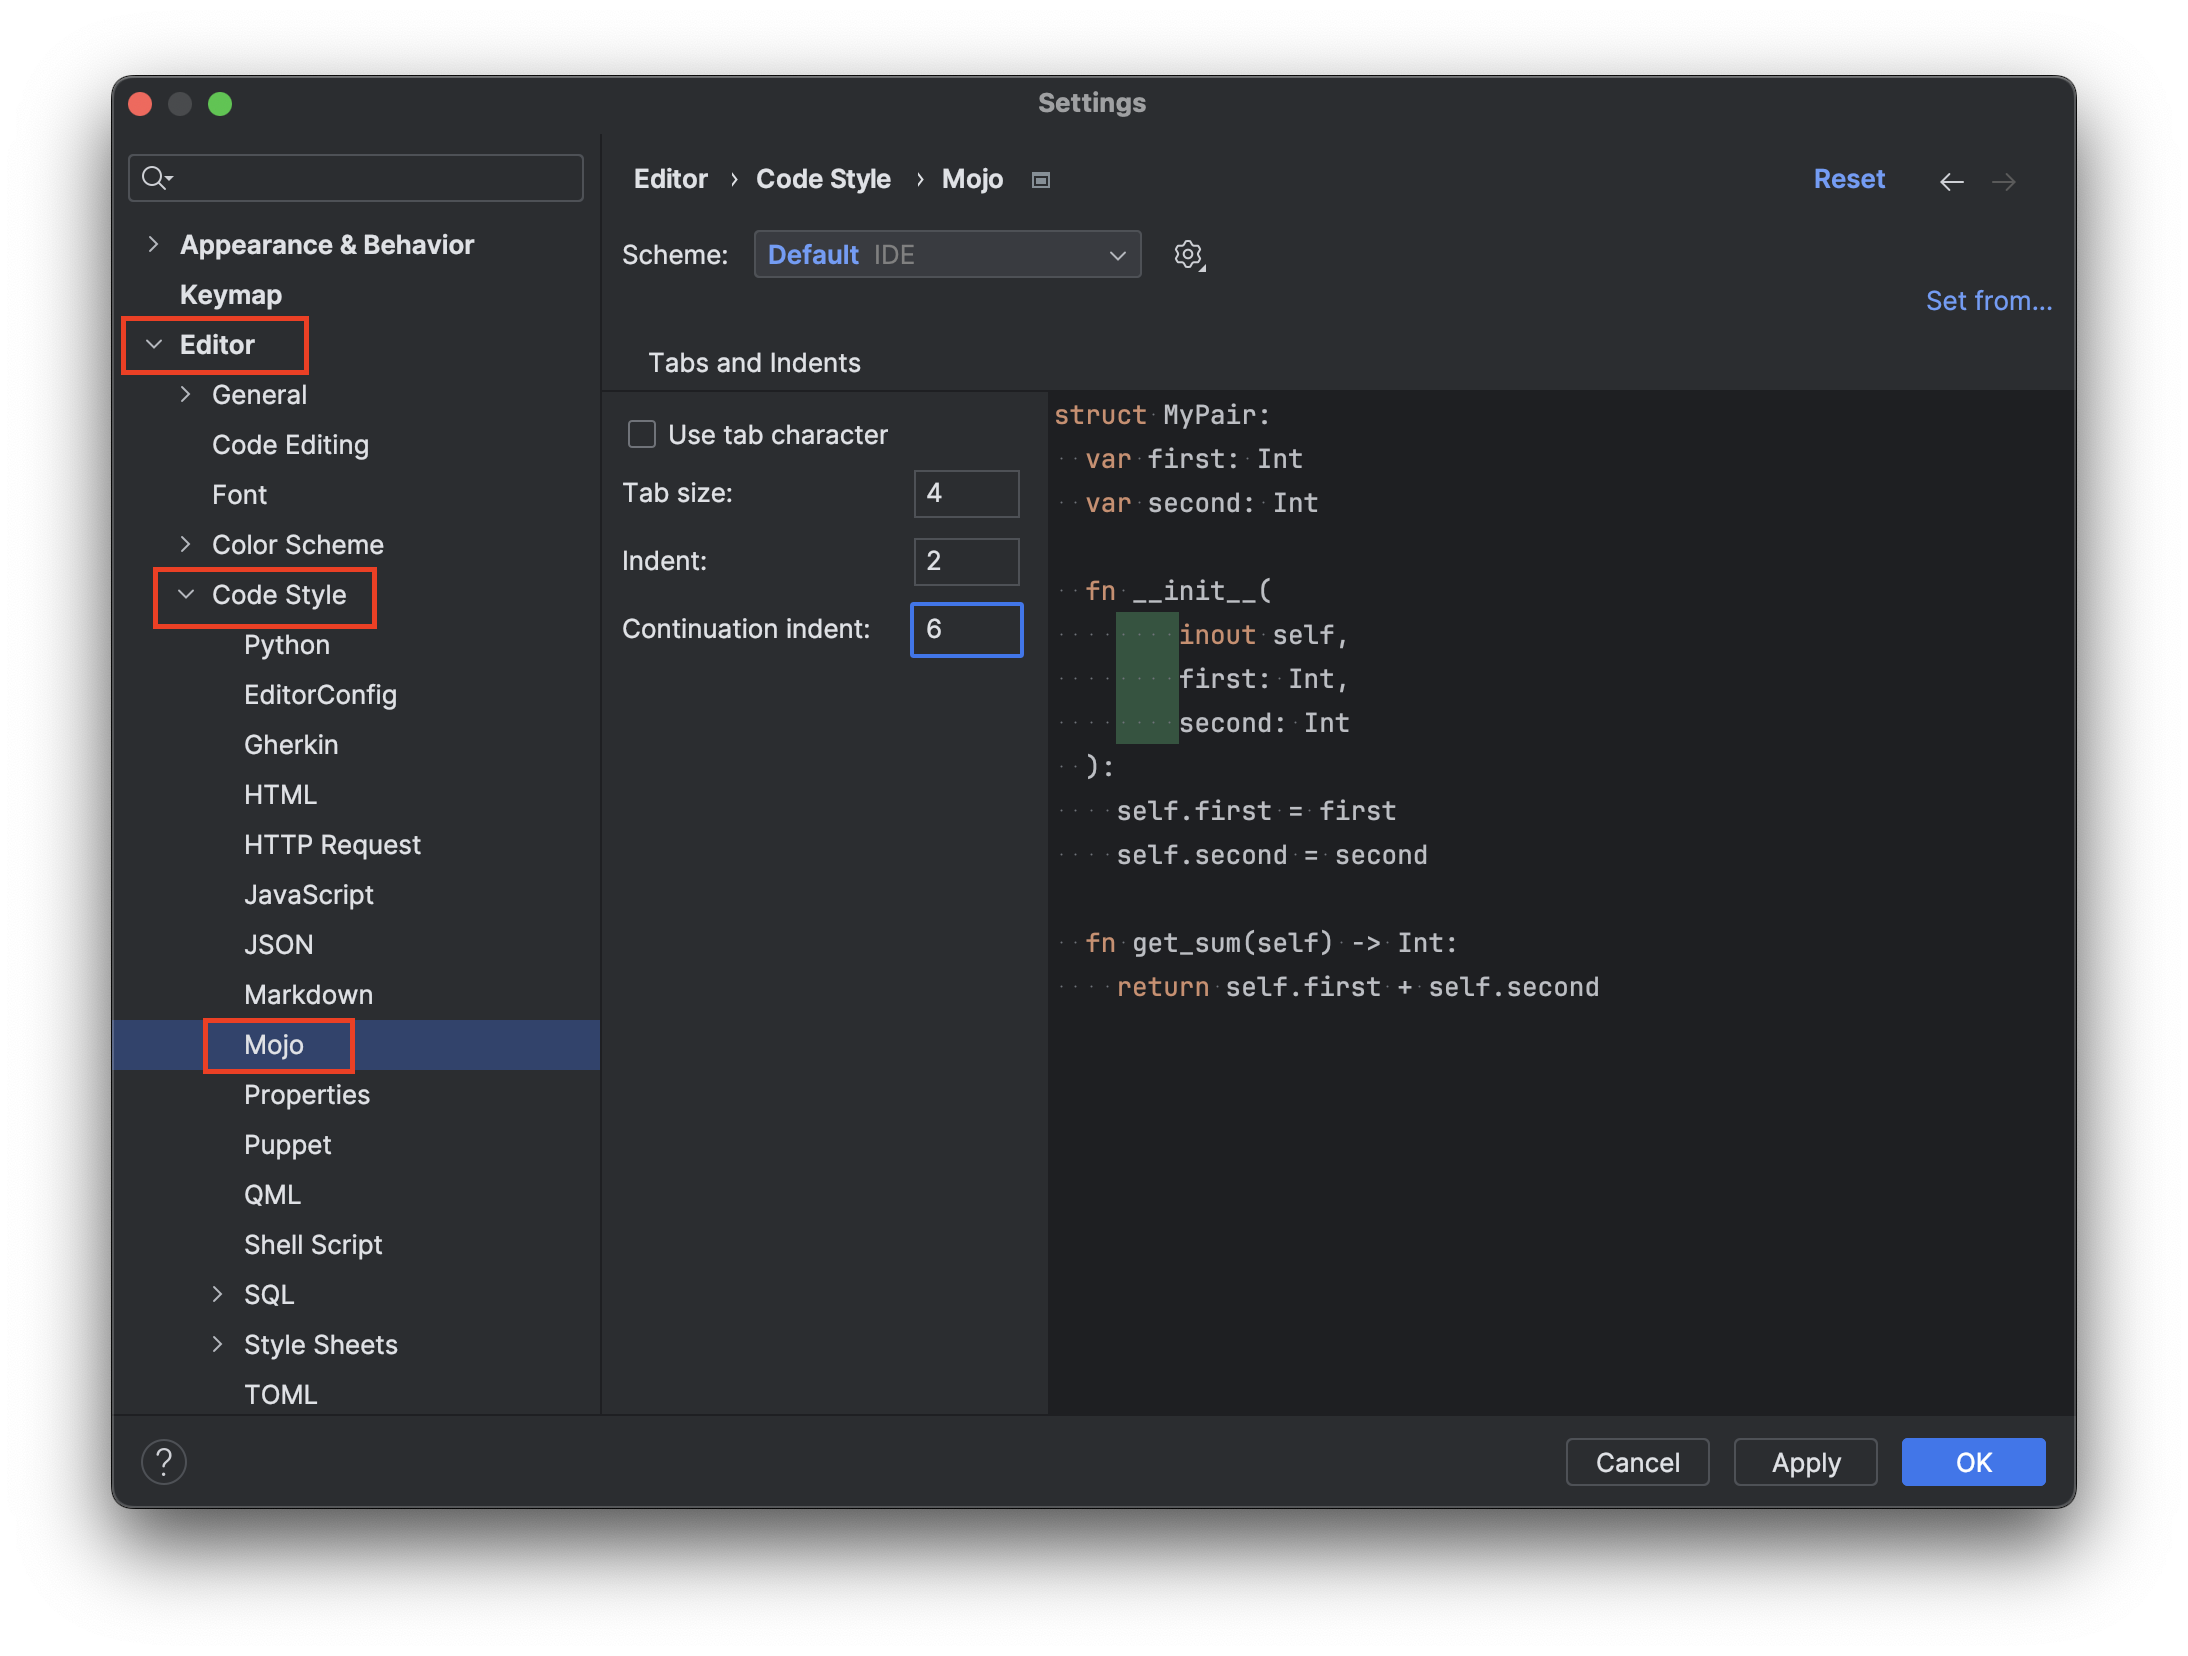 Settings
Appearance & Behavior
Keymap
Editor
General
Code Editing
Font
Color Scheme
Code Style
Python
EditorConfig
Gherkin
HTML
HTTP Request
JavaScript
JSON
Markdown
Mojo
Properties
Puppet
QML
Shell Script
SQL
Style Sheets
TOML
Editor › Code Style › Mojo
Reset
Scheme: Default IDE
Set from...
Tabs and Indents
Use tab character
Tab size: 4
Indent: 2
Continuation indent: 6
struct MyPair:
  var first: Int
  var second: Int
  fn __init__(
        inout self,
        first: Int,
        second: Int
  ):
    self.first = first
    self.second = second
  fn get_sum(self) -> Int:
    return self.first + self.second
?
Cancel
Apply
OK